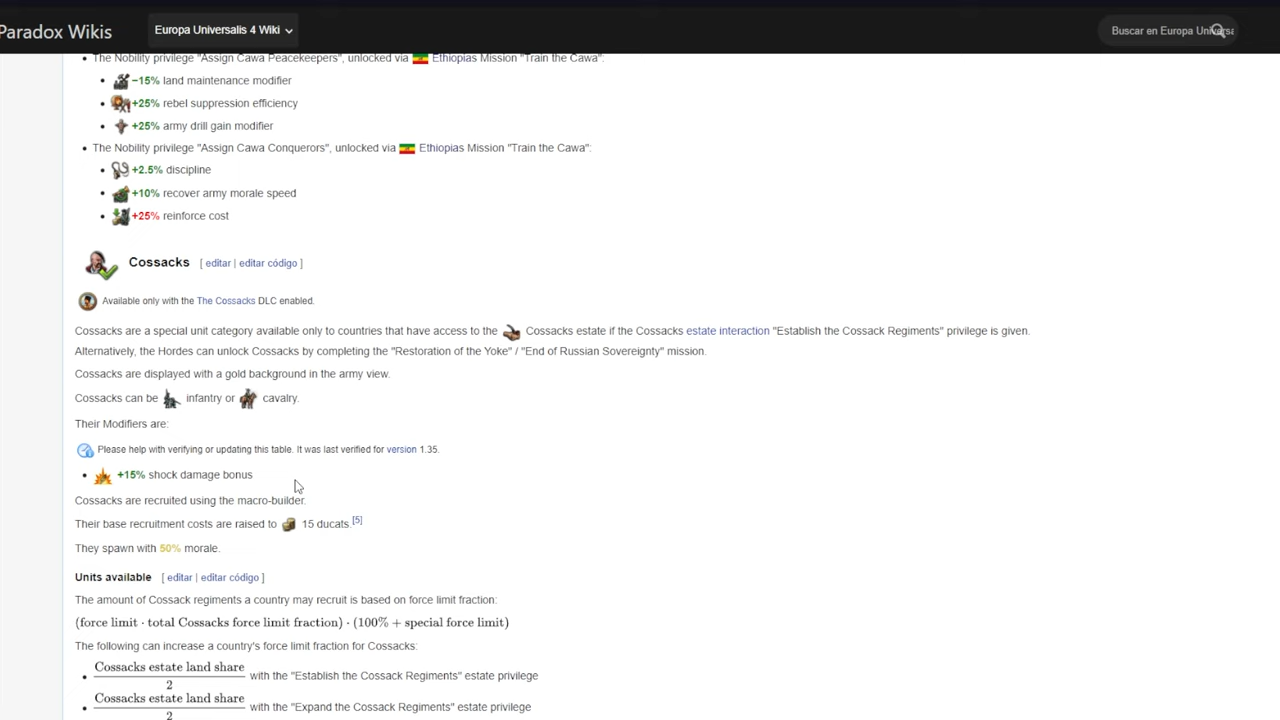 Paradox Wikis
Europa Universalis 4 Wiki
Buscar en Europa Universa
The Nobility privilege "Assign Cawa Peacekeepers", unlocked via Ethiopias Mission "Train the Cawa":
−15% land maintenance modifier
+25% rebel suppression efficiency
+25% army drill gain modifier
The Nobility privilege "Assign Cawa Conquerors", unlocked via Ethiopias Mission "Train the Cawa":
+2.5% discipline
+10% recover army morale speed
+25% reinforce cost
Cossacks [ editar | editar código ]
Available only with the The Cossacks DLC enabled.
Cossacks are a special unit category available only to countries that have access to the Cossacks estate if the Cossacks estate interaction "Establish the Cossack Regiments" privilege is given.
Alternatively, the Hordes can unlock Cossacks by completing the "Restoration of the Yoke" / "End of Russian Sovereignty" mission.
Cossacks are displayed with a gold background in the army view.
Cossacks can be infantry or cavalry.
Their Modifiers are:
Please help with verifying or updating this table. It was last verified for version 1.35.
+15% shock damage bonus
Cossacks are recruited using the macro-builder.
Their base recruitment costs are raised to 15 ducats.[5]
They spawn with 50% morale.
Units available [ editar | editar código ]
The amount of Cossack regiments a country may recruit is based on force limit fraction:
(force limit · total Cossacks force limit fraction) · (100% + special force limit)
The following can increase a country's force limit fraction for Cossacks:
Cossacks estate land share
2
with the "Establish the Cossack Regiments" estate privilege
Cossacks estate land share
2
with the "Expand the Cossack Regiments" estate privilege